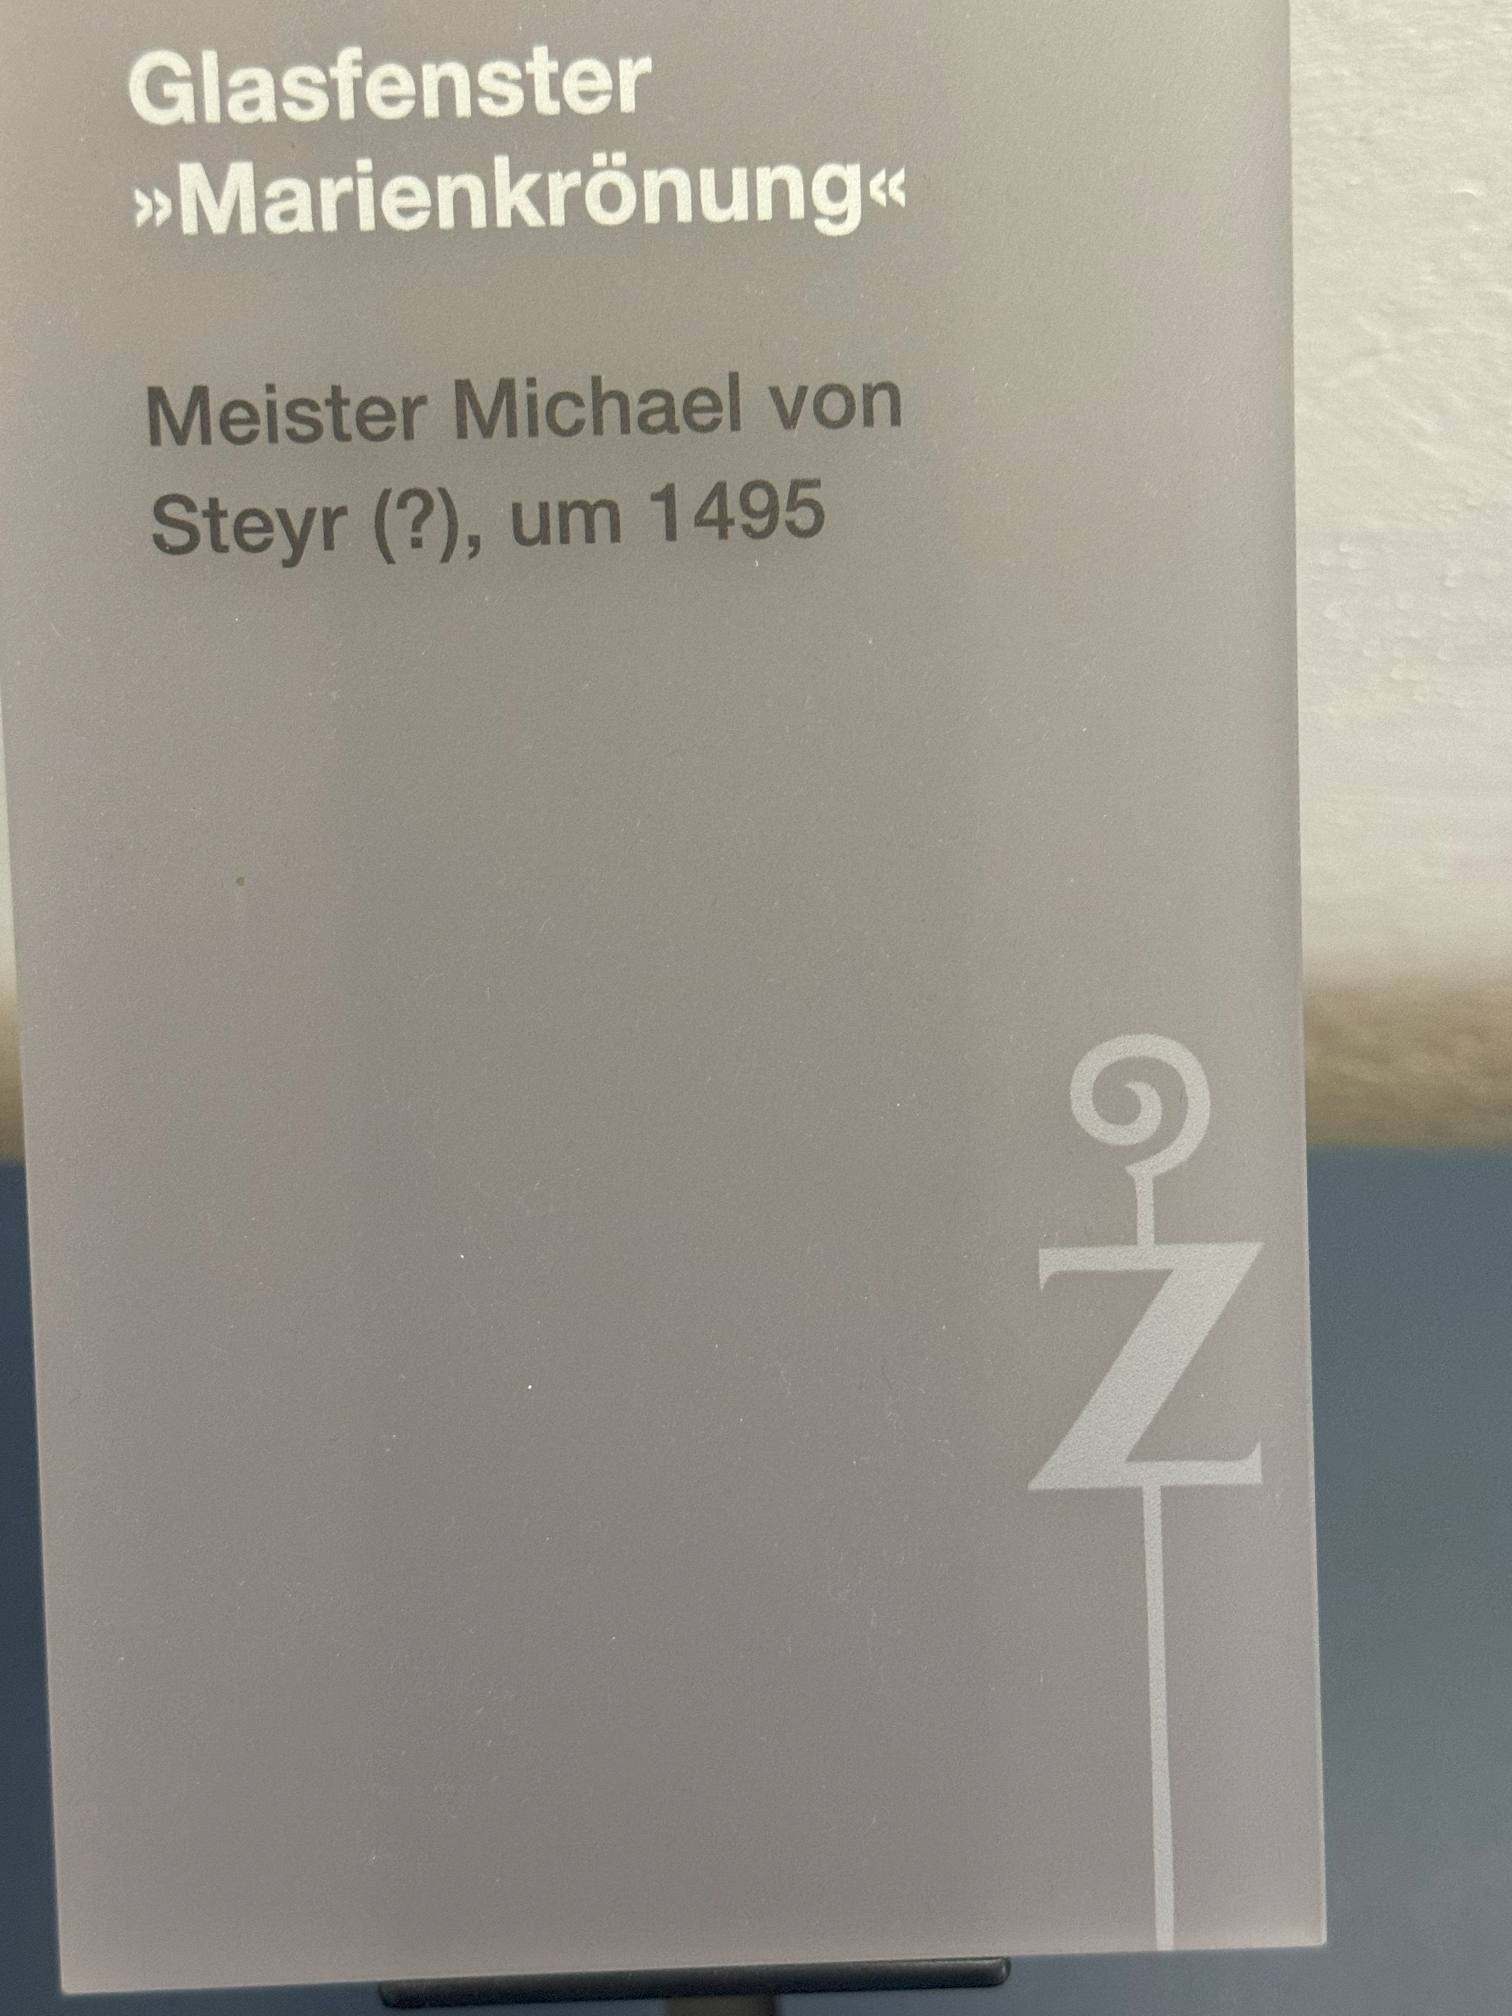 Glasfenster
»Marienkrönung«
Meister Michael von
Steyr (?), um 1495
Z